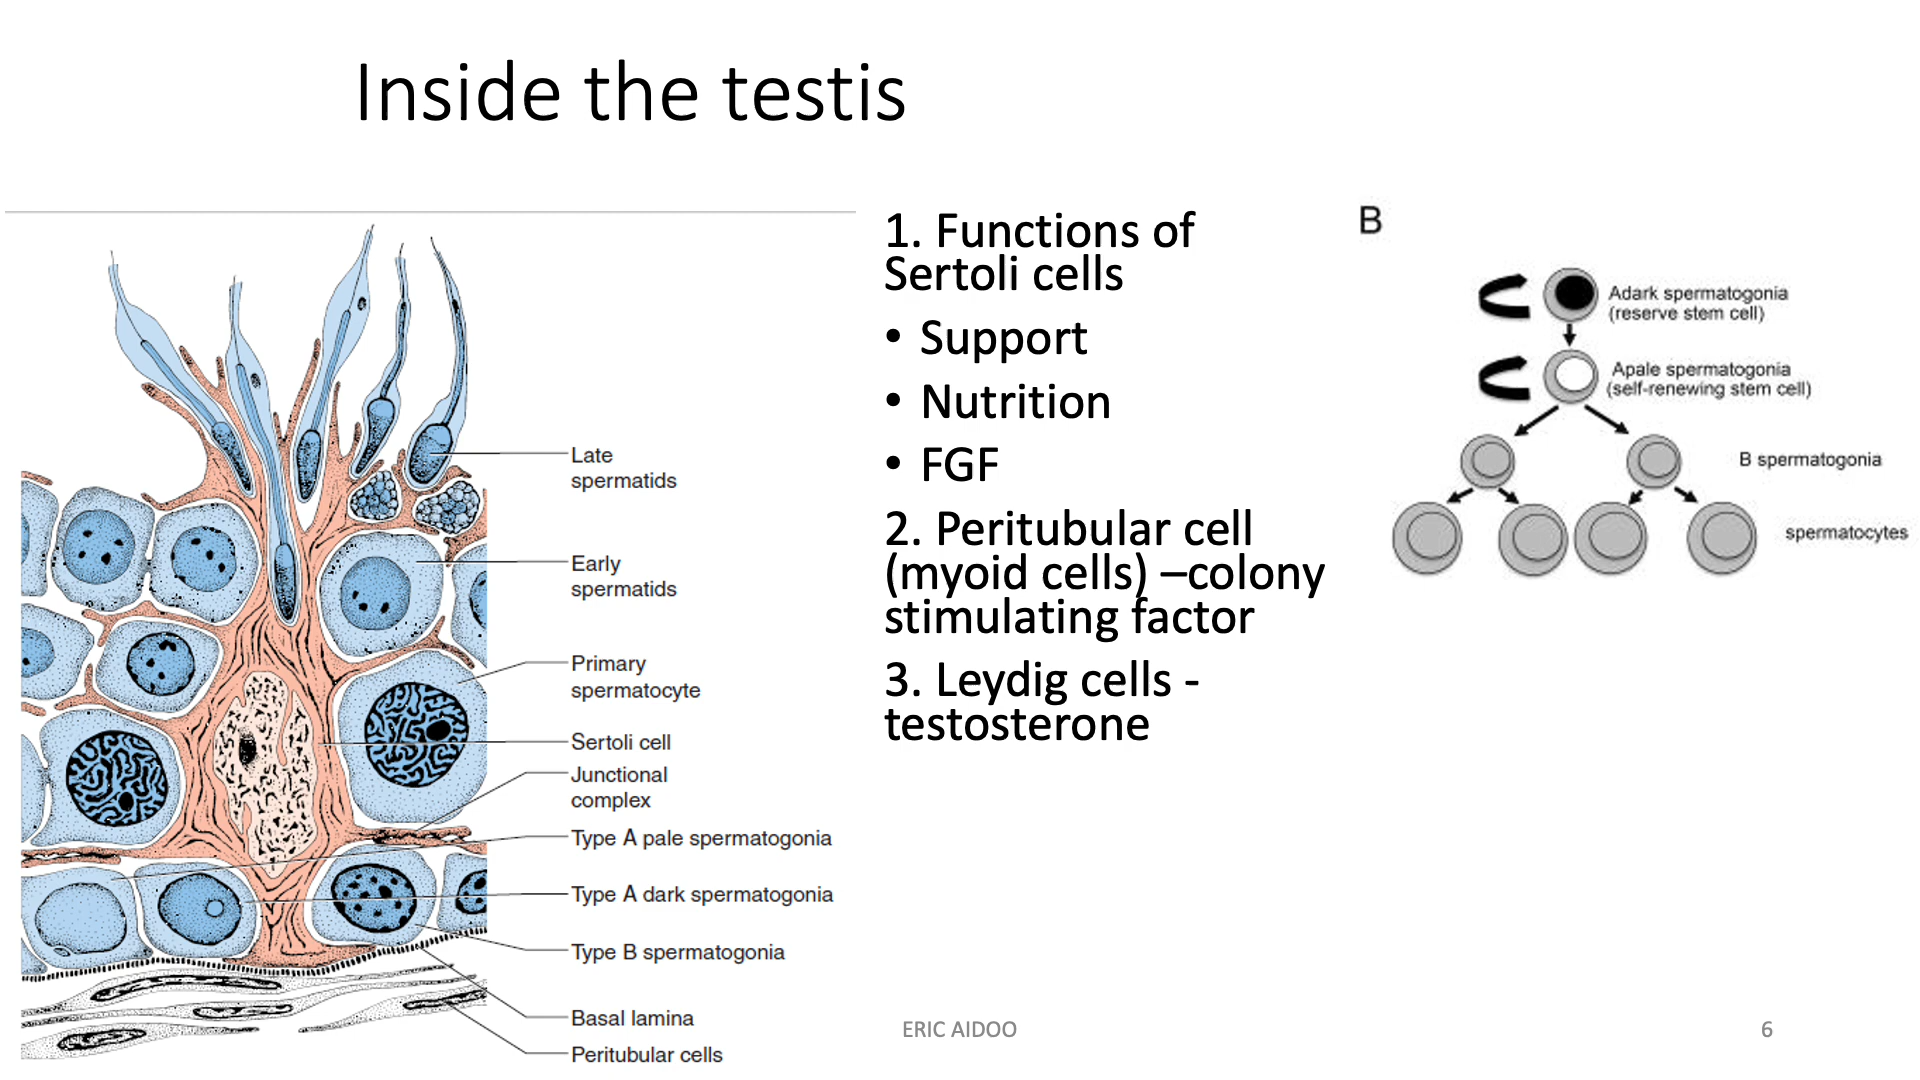 Inside the testis
Late
spermatids
Early
spermatids
Primary
spermatocyte
Sertoli cell
Junctional
complex
Type A pale spermatogonia
Type A dark spermatogonia
Type B spermatogonia
Basal lamina
Peritubular cells
1. Functions of
Sertoli cells
• Support
• Nutrition
• FGF
2. Peritubular cell
(myoid cells) –colony
stimulating factor
3. Leydig cells -
testosterone
B
Adark spermatogonia
(reserve stem cell)
Apale spermatogonia
(self-renewing stem cell)
B spermatogonia
spermatocytes
ERIC AIDOO
6